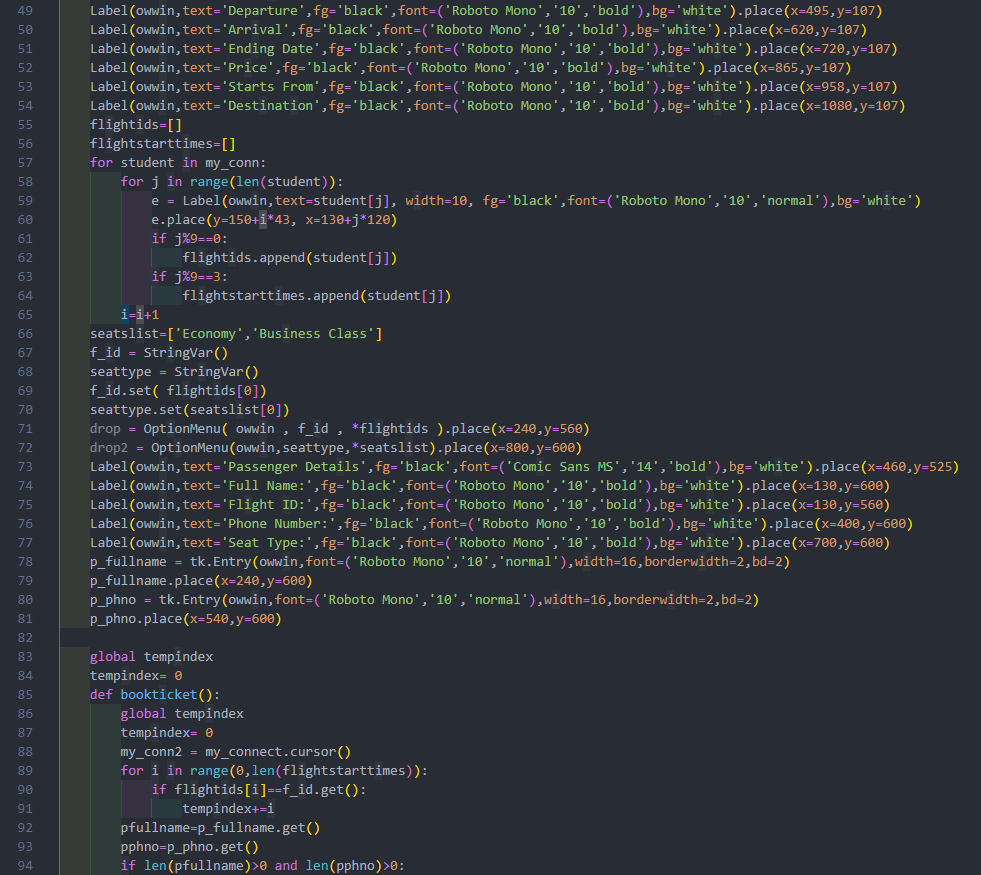 49 Label(owwin,text='Departure',fg='black',font=('Roboto Mono','10','bold'),bg='white').place(x=495,y=107)
50 Label(owwin,text='Arrival',fg='black',font=('Roboto Mono','10','bold'),bg='white').place(x=620,y=107)
51 Label(owwin,text='Ending Date',fg='black',font=('Roboto Mono','10','bold'),bg='white').place(x=720,y=107)
52 Label(owwin,text='Price',fg='black',font=('Roboto Mono','10','bold'),bg='white').place(x=865,y=107)
53 Label(owwin,text='Starts From',fg='black',font=('Roboto Mono','10','bold'),bg='white').place(x=958,y=107)
54 Label(owwin,text='Destination',fg='black',font=('Roboto Mono','10','bold'),bg='white').place(x=1080,y=107)
55 flightids=[]
56 flightstarttimes=[]
57 for student in my_conn:
58     for j in range(len(student)):
59         e = Label(owwin,text=student[j], width=10, fg='black',font=('Roboto Mono','10','normal'),bg='white')
60         e.place(y=150+i*43, x=130+j*120)
61         if j%9==0:
62             flightids.append(student[j])
63         if j%9==3:
64             flightstarttimes.append(student[j])
65     i=i+1
66 seatslist=['Economy','Business Class']
67 f_id = StringVar()
68 seattype = StringVar()
69 f_id.set( flightids[0])
70 seattype.set(seatslist[0])
71 drop = OptionMenu( owwin , f_id , *flightids ).place(x=240,y=560)
72 drop2 = OptionMenu(owwin,seattype,*seatslist).place(x=800,y=600)
73 Label(owwin,text='Passenger Details',fg='black',font=('Comic Sans MS','14','bold'),bg='white').place(x=460,y=525)
74 Label(owwin,text='Full Name:',fg='black',font=('Roboto Mono','10','bold'),bg='white').place(x=130,y=600)
75 Label(owwin,text='Flight ID:',fg='black',font=('Roboto Mono','10','bold'),bg='white').place(x=130,y=560)
76 Label(owwin,text='Phone Number:',fg='black',font=('Roboto Mono','10','bold'),bg='white').place(x=400,y=600)
77 Label(owwin,text='Seat Type:',fg='black',font=('Roboto Mono','10','bold'),bg='white').place(x=700,y=600)
78 p_fullname = tk.Entry(owwin,font=('Roboto Mono','10','normal'),width=16,borderwidth=2,bd=2)
79 p_fullname.place(x=240,y=600)
80 p_phno = tk.Entry(owwin,font=('Roboto Mono','10','normal'),width=16,borderwidth=2,bd=2)
81 p_phno.place(x=540,y=600)
82
83 global tempindex
84 tempindex= 0
85 def bookticket():
86     global tempindex
87     tempindex= 0
88     my_conn2 = my_connect.cursor()
89     for i in range(0,len(flightstarttimes)):
90         if flightids[i]==f_id.get():
91             tempindex+=i
92     pfullname=p_fullname.get()
93     pphno=p_phno.get()
94     if len(pfullname)>0 and len(pphno)>0: